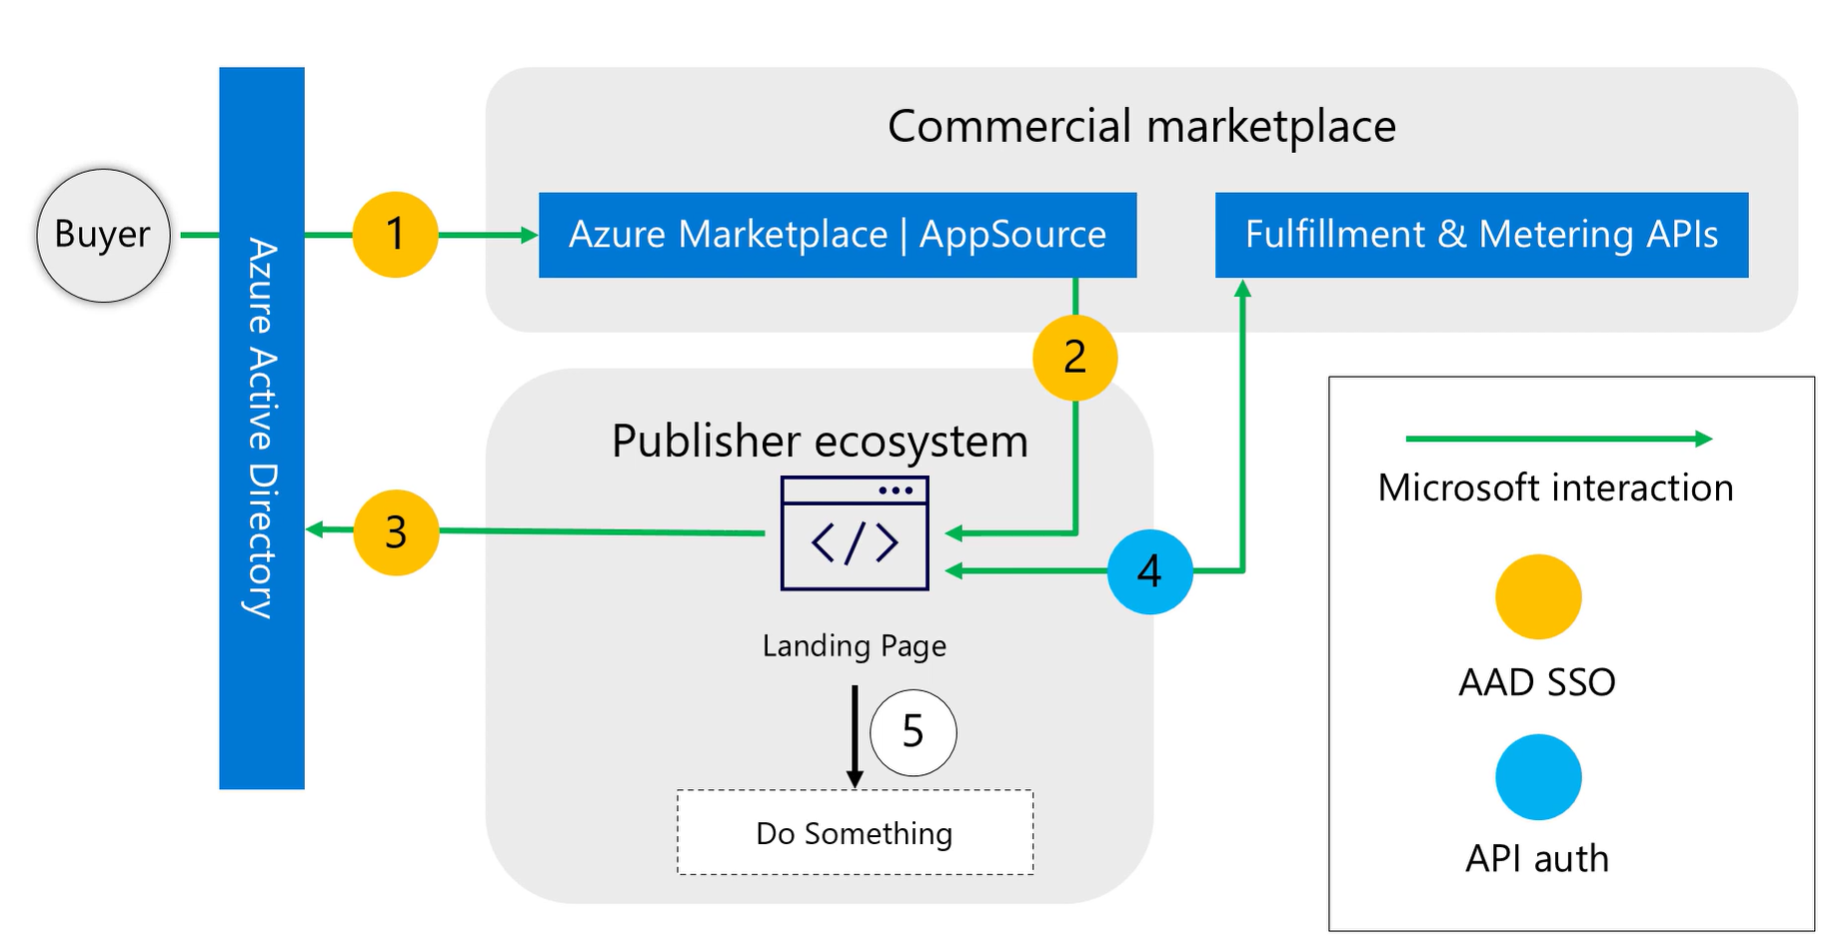 Commercial marketplace
Buyer
1
Azure Marketplace | AppSource
Fulfillment & Metering APIs
Azure Active Directory
2
Publisher ecosystem
</>
3
4
Landing Page
5
Do Something
Microsoft interaction
AAD SSO
API auth